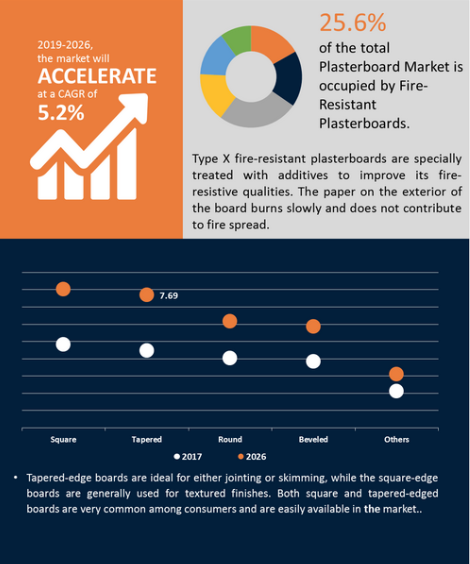 2019-2026,
the market will
ACCELERATE
at a CAGR of
5.2%
25.6%
of the total
Plasterboard Market is
occupied by Fire-
Resistant
Plasterboards.
Type X fire-resistant plasterboards are specially
treated with additives to improve its fire-
resistive qualities. The paper on the exterior of
the board burns slowly and does not contribute
to fire spread.
7.69
Square Tapered Round Beveled Others
2017 2026
• Tapered-edge boards are ideal for either jointing or skimming, while the square-edge
boards are generally used for textured finishes. Both square and tapered-edged
boards are very common among consumers and are easily available in the market..